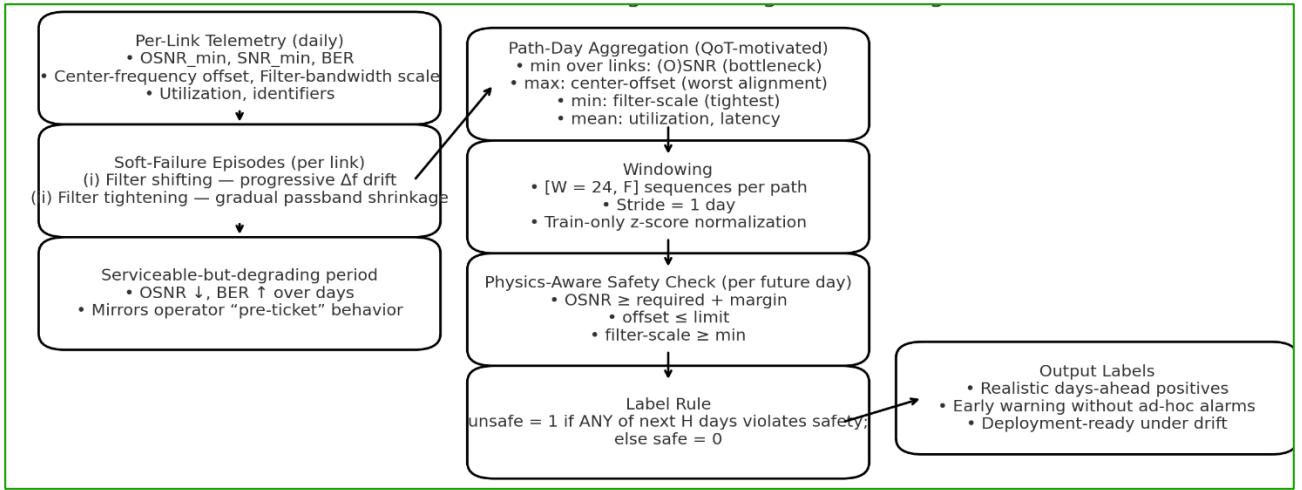 Per-Link Telemetry (daily)
• OSNR_min, SNR_min, BER
• Center-frequency offset, Filter-bandwidth scale
• Utilization, identifiers
Soft-Failure Episodes (per link)
(i) Filter shifting — progressive Δf drift
(ii) Filter tightening — gradual passband shrinkage
Serviceable-but-degrading period
• OSNR ↓, BER ↑ over days
• Mirrors operator “pre-ticket” behavior
Path-Day Aggregation (QoT-motivated)
• min over links: (O)SNR (bottleneck)
• max: center-offset (worst alignment)
• min: filter-scale (tightest)
• mean: utilization, latency
Windowing
• [W = 24, F] sequences per path
• Stride = 1 day
• Train-only z-score normalization
Physics-Aware Safety Check (per future day)
• OSNR ≥ required + margin
• offset ≤ limit
• filter-scale ≥ min
Label Rule
unsafe = 1 if ANY of next H days violates safety;
else safe = 0
Output Labels
• Realistic days-ahead positives
• Early warning without ad-hoc alarms
• Deployment-ready under drift